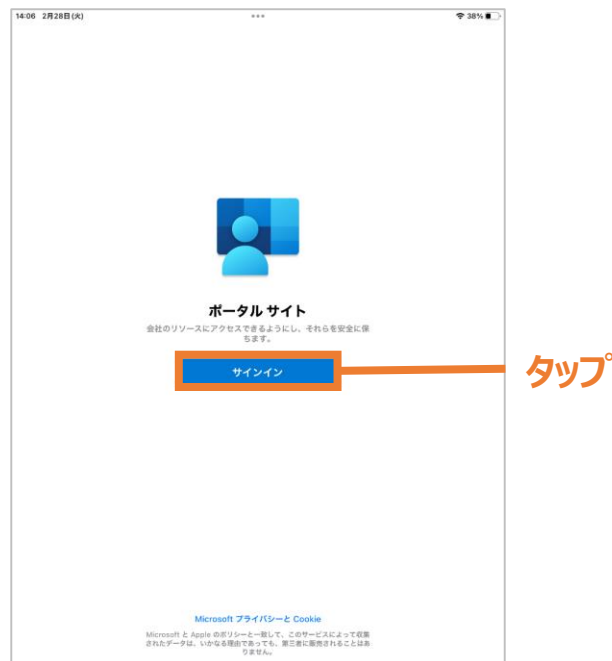 14:06 2月28日(火)
38%
ポータル サイト
会社のリソースにアクセスできるようにし、それらを安全に保
ちます。
サインイン
タップ
Microsoft プライバシーと Cookie
Microsoft と Apple のポリシーと一致して、このサービスによって収集
されたデータは、いかなる理由であっても、第三者に販売されることはあ
りません。